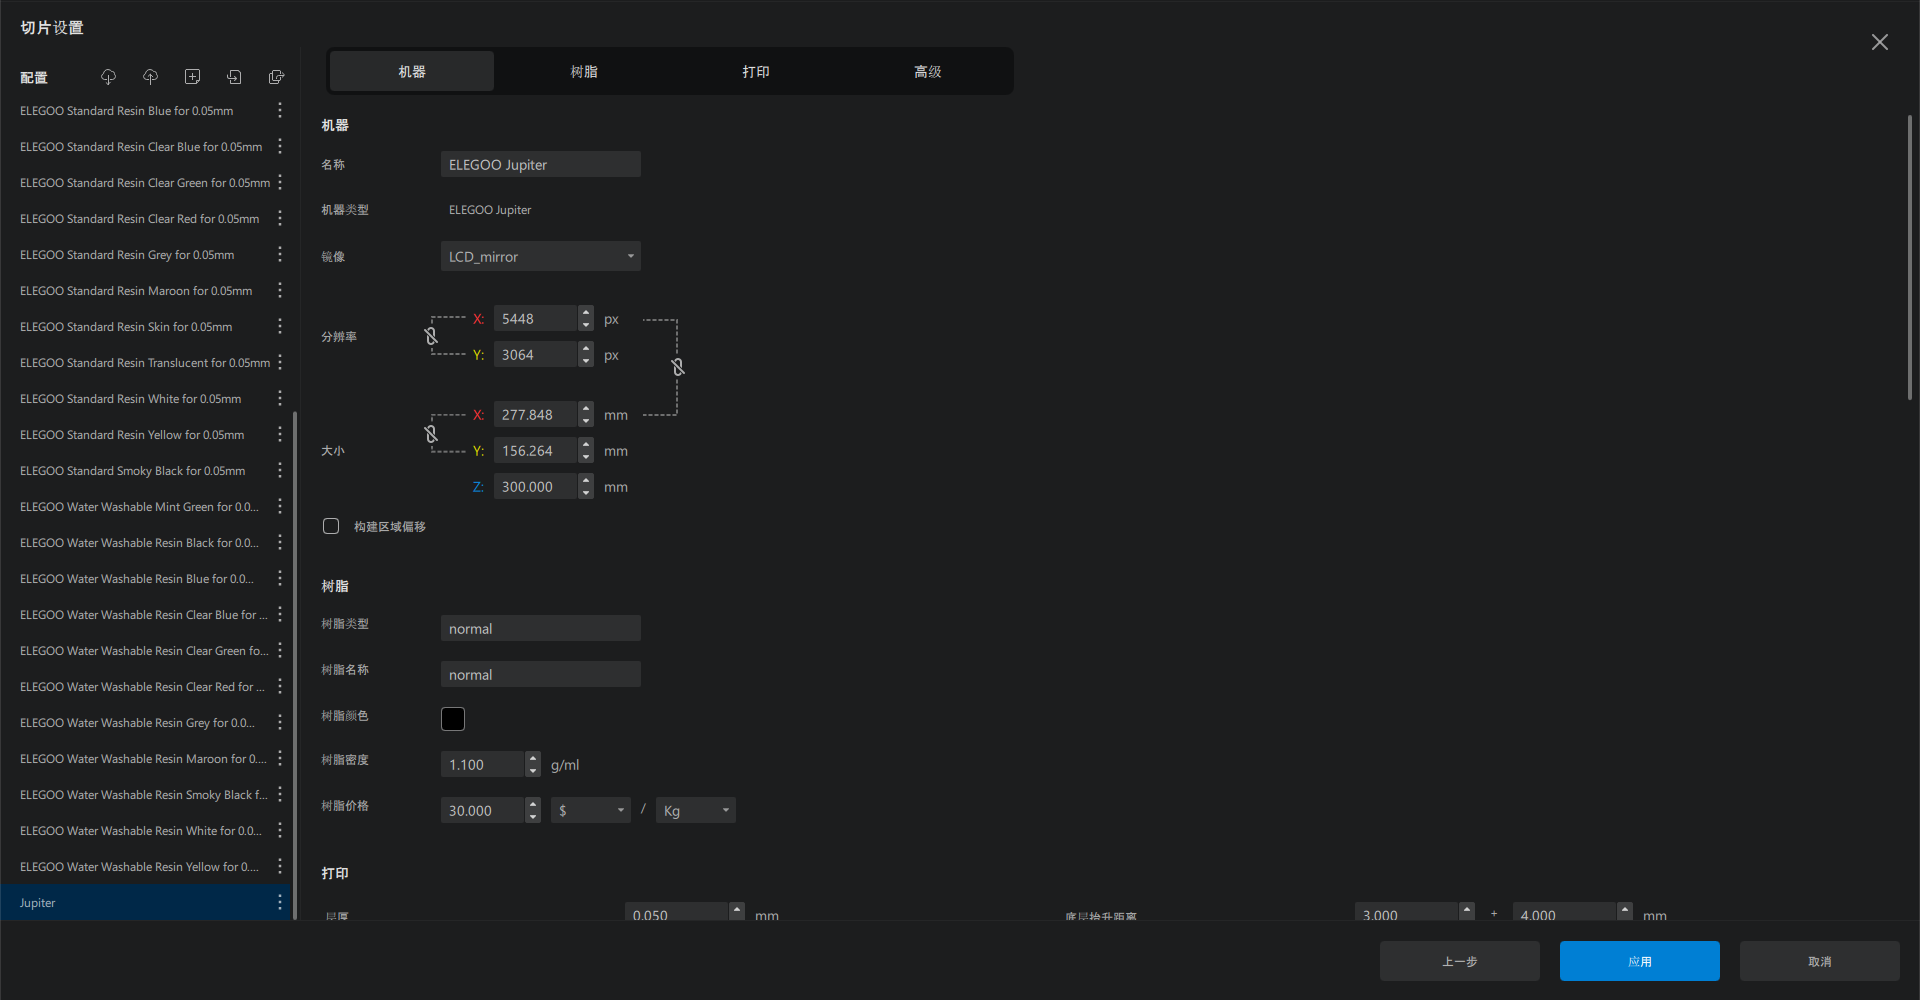 切片设置
配置
ELEGOO Standard Resin Blue for 0.05mm
ELEGOO Standard Resin Clear Blue for 0.05mm
ELEGOO Standard Resin Clear Green for 0.05mm
ELEGOO Standard Resin Clear Red for 0.05mm
ELEGOO Standard Resin Grey for 0.05mm
ELEGOO Standard Resin Maroon for 0.05mm
ELEGOO Standard Resin Skin for 0.05mm
ELEGOO Standard Resin Translucent for 0.05mm
ELEGOO Standard Resin White for 0.05mm
ELEGOO Standard Resin Yellow for 0.05mm
ELEGOO Standard Smoky Black for 0.05mm
ELEGOO Water Washable Mint Green for 0.0...
ELEGOO Water Washable Resin Black for 0.0...
ELEGOO Water Washable Resin Blue for 0.0...
ELEGOO Water Washable Resin Clear Blue for ...
ELEGOO Water Washable Resin Clear Green fo...
ELEGOO Water Washable Resin Clear Red for ...
ELEGOO Water Washable Resin Grey for 0.0...
ELEGOO Water Washable Resin Maroon for 0....
ELEGOO Water Washable Resin Smoky Black f...
ELEGOO Water Washable Resin White for 0.0...
ELEGOO Water Washable Resin Yellow for 0....
Jupiter
机器 树脂 打印 高级
机器
名称 ELEGOO Jupiter
机器类型 ELEGOO Jupiter
镜像 LCD_mirror
分辨率
X: 5448 px
Y: 3064 px
大小
X: 277.848 mm
Y: 156.264 mm
Z: 300.000 mm
构建区域偏移
树脂
树脂类型 normal
树脂名称 normal
树脂颜色
树脂密度 1.100 g/ml
树脂价格 30.000 $ / Kg
打印
层厚 0.050 mm 底层抬升距离 3.000 + 4.000 mm
上一步 应用 取消